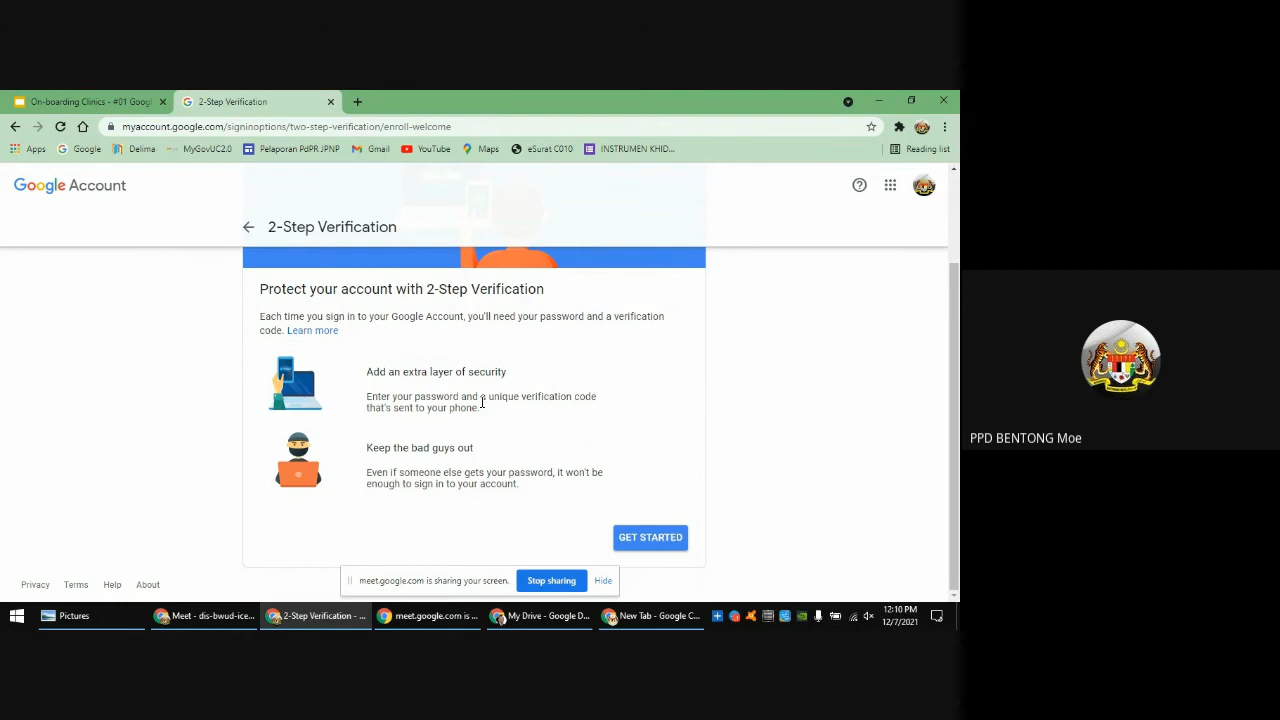 On-boarding Clinics - #01 Googl
2-Step Verification
myaccount.google.com/signinoptions/two-step-verification/enroll-welcome
Apps
Google
Delima
MyGovUC2.0
Pelaporan PdPR JPNP
Gmail
YouTube
Maps
eSurat C010
INSTRUMEN KHID...
Reading list
Google Account
2-Step Verification
Protect your account with 2-Step Verification
Each time you sign in to your Google Account, you'll need your password and a verification
code. Learn more
Add an extra layer of security
Enter your password and a unique verification code
that's sent to your phone.
Keep the bad guys out
Even if someone else gets your password, it won't be
enough to sign in to your account.
GET STARTED
PPD BENTONG Moe
Privacy
Terms
Help
About
meet.google.com is sharing your screen.
Stop sharing
Hide
Pictures
Meet - dis-bwud-ice...
2-Step Verification - ...
meet.google.com is ...
My Drive - Google D...
New Tab - Google C...
12:10 PM
12/7/2021